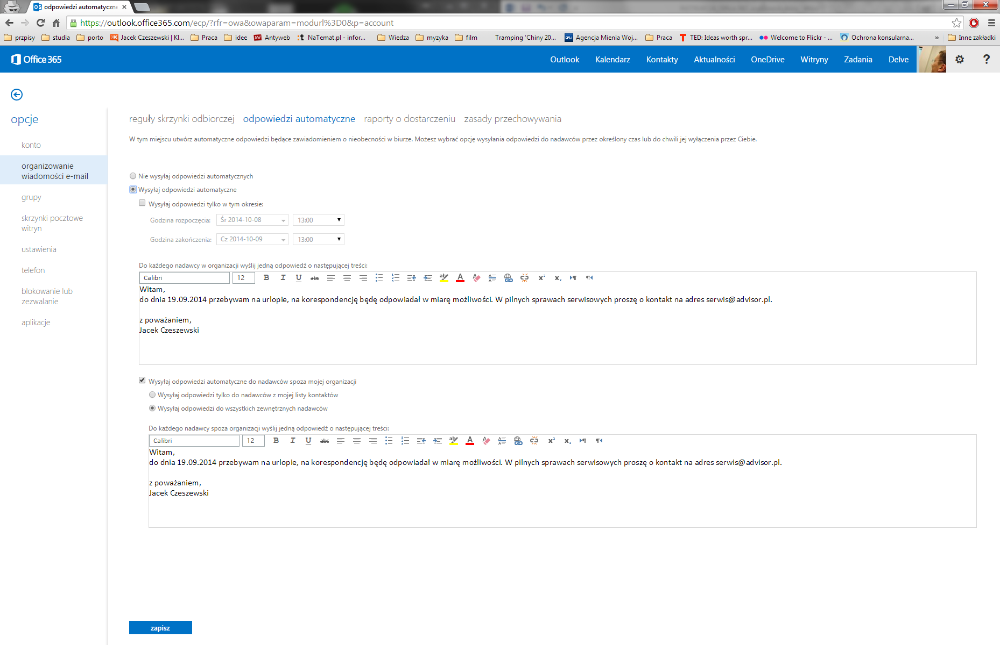 odpowiedzi automatyczne
https://outlook.office365.com/ecp/?rfr=owa&owaparam=modurl%3D0&p=account
przpisy studia porto Jacek Czeszewski | Kl... Praca idee Antyweb NaTemat.pl - infor... Wiedza muzyka film Tramping 'Chiny 20... Agencja Mienia Woj... Praca TED: Ideas worth spr... Welcome to Flickr - ... Ochrona konsularna... » Inne zakładki
Office 365 Outlook Kalendarz Kontakty Aktualności OneDrive Witryny Zadania Delve ?
opcje
konto
organizowanie
wiadomości e-mail
grupy
skrzynki pocztowe
witryn
ustawienia
telefon
blokowanie lub
zezwalanie
aplikacje
reguły skrzynki odbiorczej odpowiedzi automatyczne raporty o dostarczeniu zasady przechowywania
W tym miejscu utwórz automatyczne odpowiedzi będące zawiadomieniem o nieobecności w biurze. Możesz wybrać opcję wysyłania odpowiedzi do nadawców przez określony czas lub do chwili jej wyłączenia przez Ciebie.
Nie wysyłaj odpowiedzi automatycznych
Wysyłaj odpowiedzi automatyczne
Wysyłaj odpowiedzi tylko w tym okresie:
Godzina rozpoczęcia: Śr 2014-10-08 13:00
Godzina zakończenia: Cz 2014-10-09 13:00
Do każdego nadawcy w organizacji wyślij jedną odpowiedź o następującej treści:
Calibri 12 B I U abc
Witam,
do dnia 19.09.2014 przebywam na urlopie, na korespondencję będę odpowiadał w miarę możliwości. W pilnych sprawach serwisowych proszę o kontakt na adres serwis@advisor.pl.
z poważaniem,
Jacek Czeszewski
Wysyłaj odpowiedzi automatyczne do nadawców spoza mojej organizacji
Wysyłaj odpowiedzi tylko do nadawców z mojej listy kontaktów
Wysyłaj odpowiedzi do wszystkich zewnętrznych nadawców
Do każdego nadawcy spoza organizacji wyślij jedną odpowiedź o następującej treści:
Calibri 12 B I U abc
Witam,
do dnia 19.09.2014 przebywam na urlopie, na korespondencję będę odpowiadał w miarę możliwości. W pilnych sprawach serwisowych proszę o kontakt na adres serwis@advisor.pl.
z poważaniem,
Jacek Czeszewski
zapisz